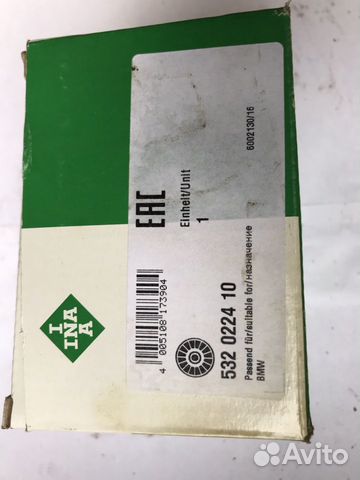 I
INA
A
EAC
Einheit/Unit
1
6002130/16
4 005108 173904
532 0224 10
Passend für/suitable for/назначение
BMW
Avito